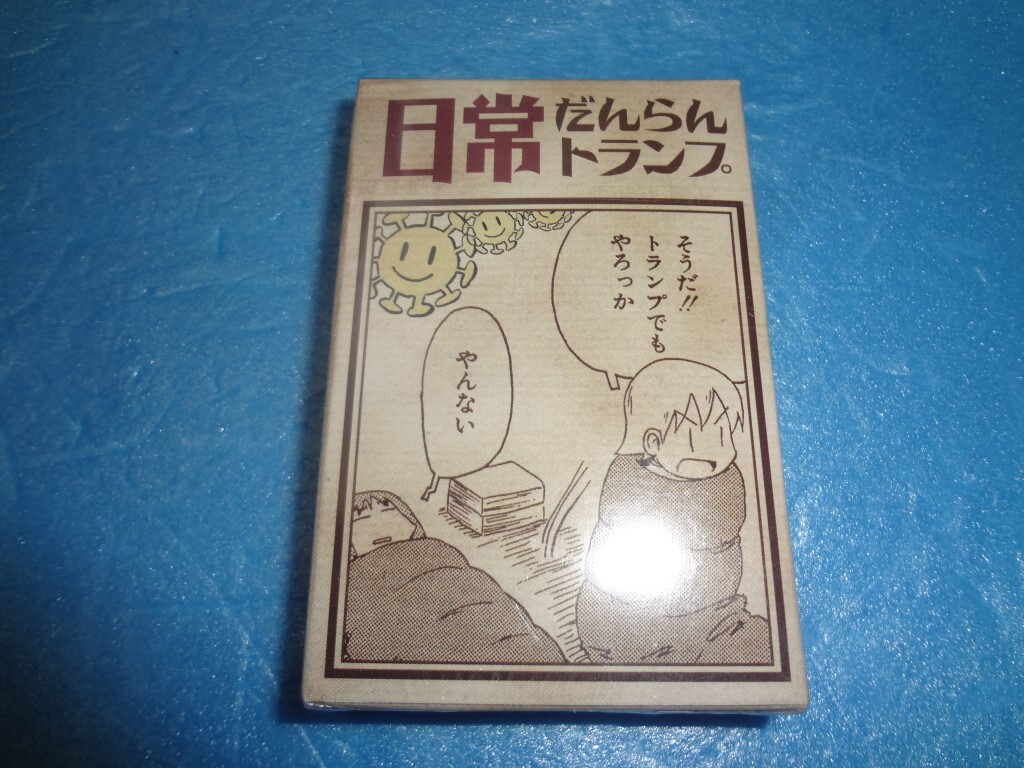 日常
だんらん
トランプ。
そうだ!!
トランプでも
やろっか
やんない